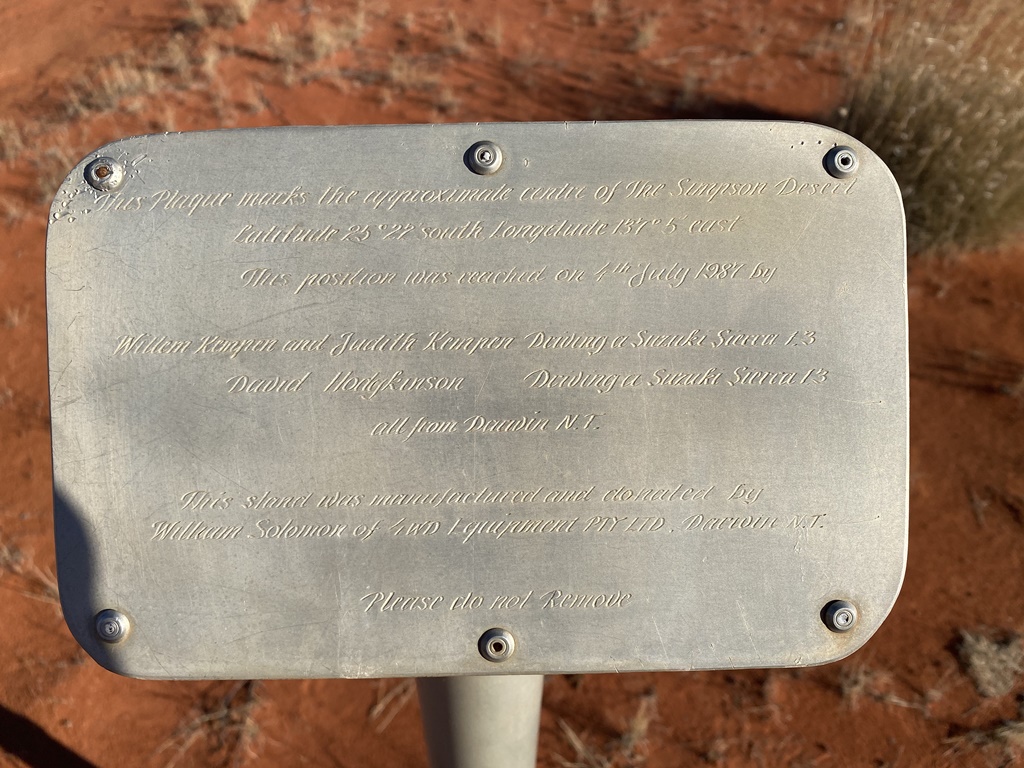 This Plaque marks the approximate centre of The Simpson Desert
Latitude 25°22' south Longetude 137° 5' east
This position was reached on 4th July 1987 by
Willem Kempen and Judith Kempen Driving a Suzuki Sierra 1.3
David Hodgkinson Driving a Suzuki Sierra 1.3
all from Darwin N.T.
This stand was manufactured and donated by
William Solomon of 4WD Equipment PTY LTD. Darwin N.T.
Please do not Remove